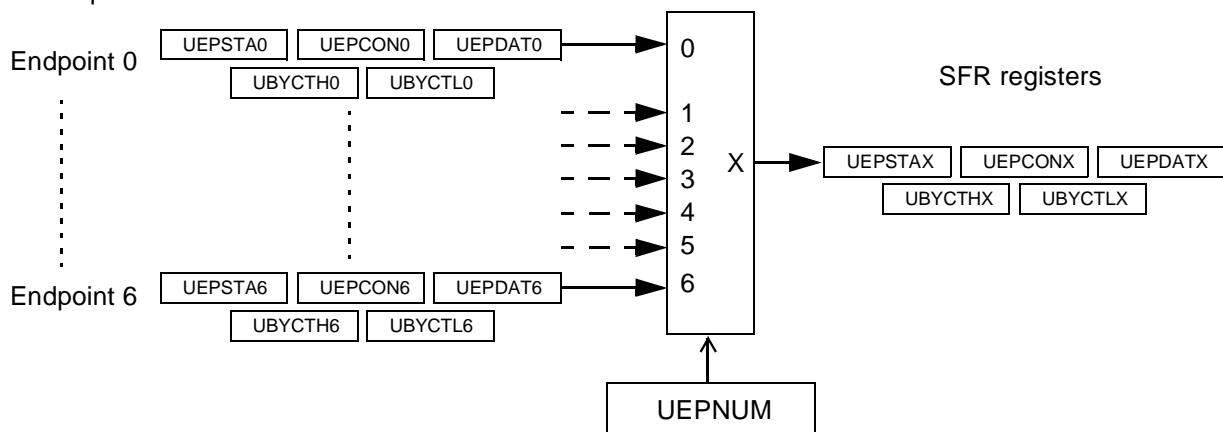 Endpoint 0
UEPSTA0 UEPCON0 UEPDAT0
UBYCTH0 UBYCTL0
0
1
2
3
4
5
6
X
SFR registers
UEPSTAX UEPCONX UEPDATX
UBYCTHX UBYCTLX
Endpoint 6
UEPSTA6 UEPCON6 UEPDAT6
UBYCTH6 UBYCTL6
UEPNUM